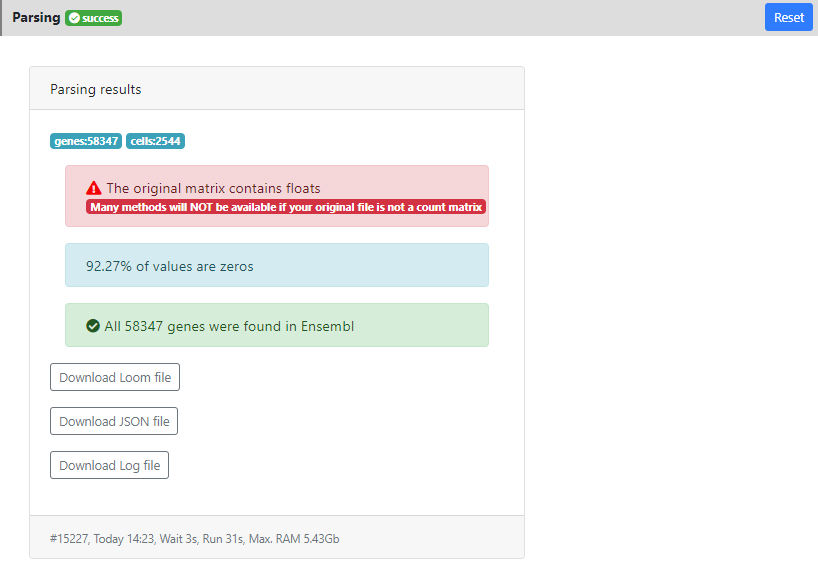 Parsing success
Reset
Parsing results
genes:58347 cells:2544
The original matrix contains floats
Many methods will NOT be available if your original file is not a count matrix
92.27% of values are zeros
All 58347 genes were found in Ensembl
Download Loom file
Download JSON file
Download Log file
#15227, Today 14:23, Wait 3s, Run 31s, Max. RAM 5.43Gb